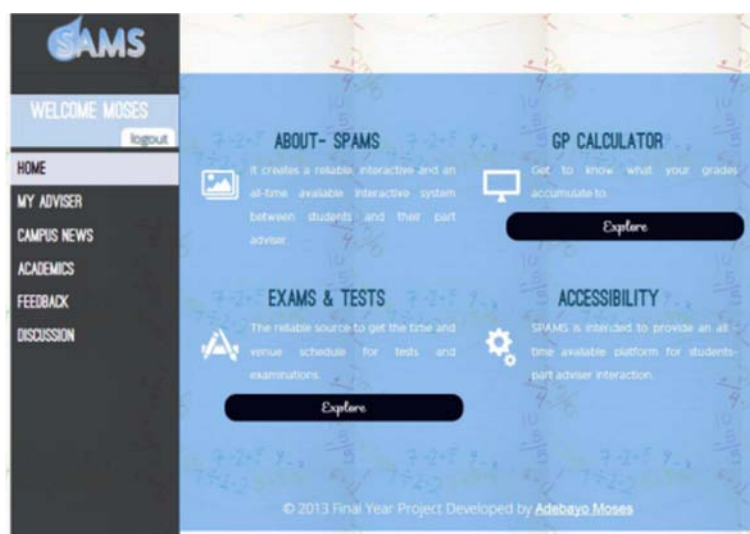 SAMS
WELCOME MOSES
logout
HOME
MY ADVISER
CAMPUS NEWS
ACADEMICS
FEEDBACK
DISCUSSION
ABOUT- SPAMS
It creates a reliable, interactive and an
all-time available interactive system
between students and their part
adviser.
GP CALCULATOR
Get to know what your grades
accumulate to.
Explore
EXAMS & TESTS
The reliable source to get the time and
venue schedule for tests and
examinations.
Explore
ACCESSIBILITY
SPAMS is intended to provide an all -
time available platform for students-
part adviser interaction.
© 2013 Final Year Project Developed by Adebayo Moses